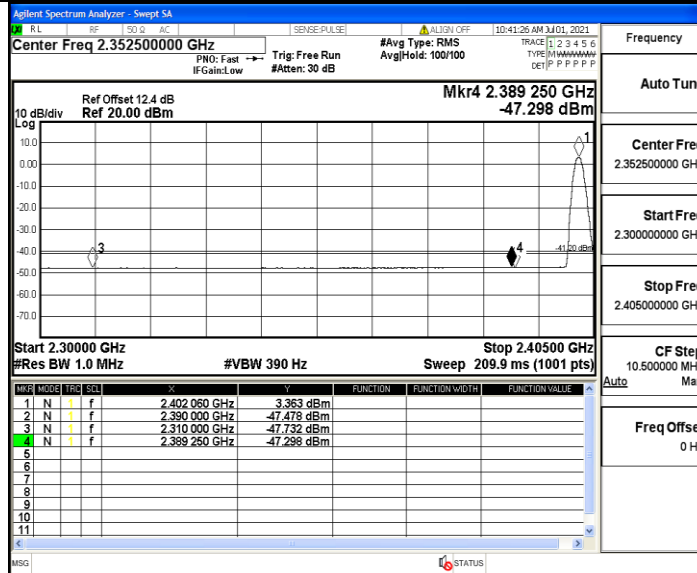 Agilent Spectrum Analyzer - Swept SA
RL RF 50 Ω AC SENSE:PULSE ALIGN OFF 10:41:26 AM Jul 01, 2021
Center Freq 2.352500000 GHz
PNO: Fast
IFGain:Low
Trig: Free Run
#Atten: 30 dB
#Avg Type: RMS
Avg|Hold: 100/100
TRACE 1 2 3 4 5 6
TYPE MWWWWW
DET P P P P P P
Ref Offset 12.4 dB
10 dB/div Ref 20.00 dBm
Log
Mkr4 2.389 250 GHz
-47.298 dBm
10.0
0.00
-10.0
-20.0
-30.0
-40.0
-50.0
-60.0
-70.0
1
3
4
-41.20 dBm
Start 2.30000 GHz Stop 2.40500 GHz
#Res BW 1.0 MHz #VBW 390 Hz Sweep 209.9 ms (1001 pts)
MKR MODE TRC SCL X Y FUNCTION FUNCTION WIDTH FUNCTION VALUE
1 N 1 f 2.402 060 GHz 3.363 dBm
2 N 1 f 2.390 000 GHz -47.478 dBm
3 N 1 f 2.310 000 GHz -47.732 dBm
4 N 1 f 2.389 250 GHz -47.298 dBm
5
6
7
8
9
10
11
MSG STATUS
Frequency
Auto Tun
Center Fre
2.352500000 GH
Start Fre
2.300000000 GH
Stop Fre
2.405000000 GH
CF Ste
10.500000 MH
Auto Ma
Freq Offse
0 H